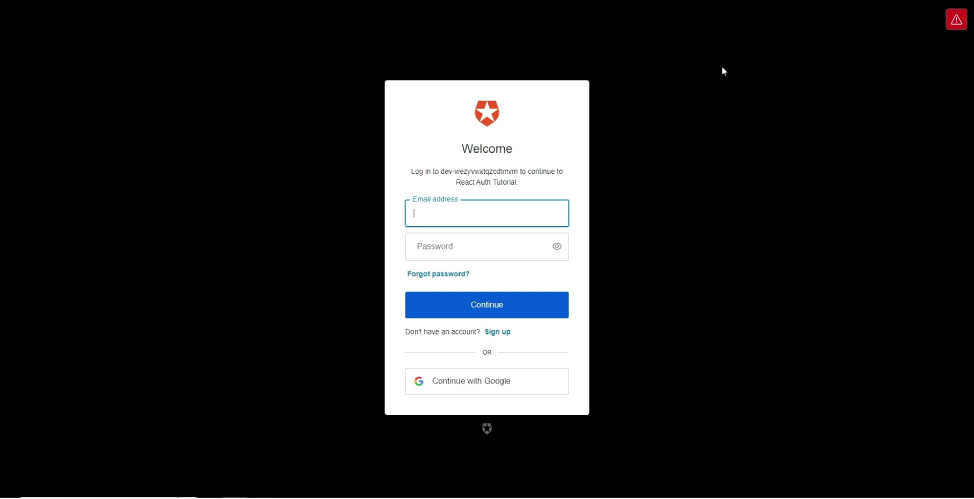 Welcome
Log in to dev-wezyvwxtqzcdtmvm to continue to
React Auth Tutorial.
Email address
Password
Forgot password?
Continue
Don't have an account? Sign up
OR
Continue with Google